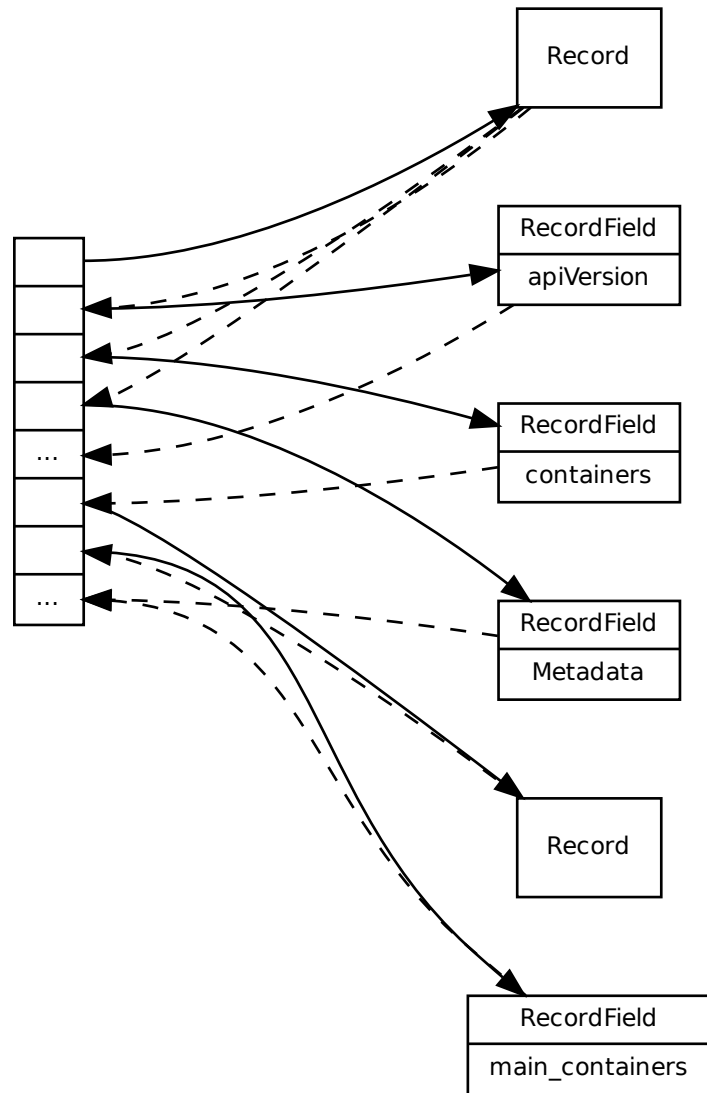 Record
RecordField
apiVersion
RecordField
containers
...
RecordField
Metadata
...
Record
RecordField
main_containers